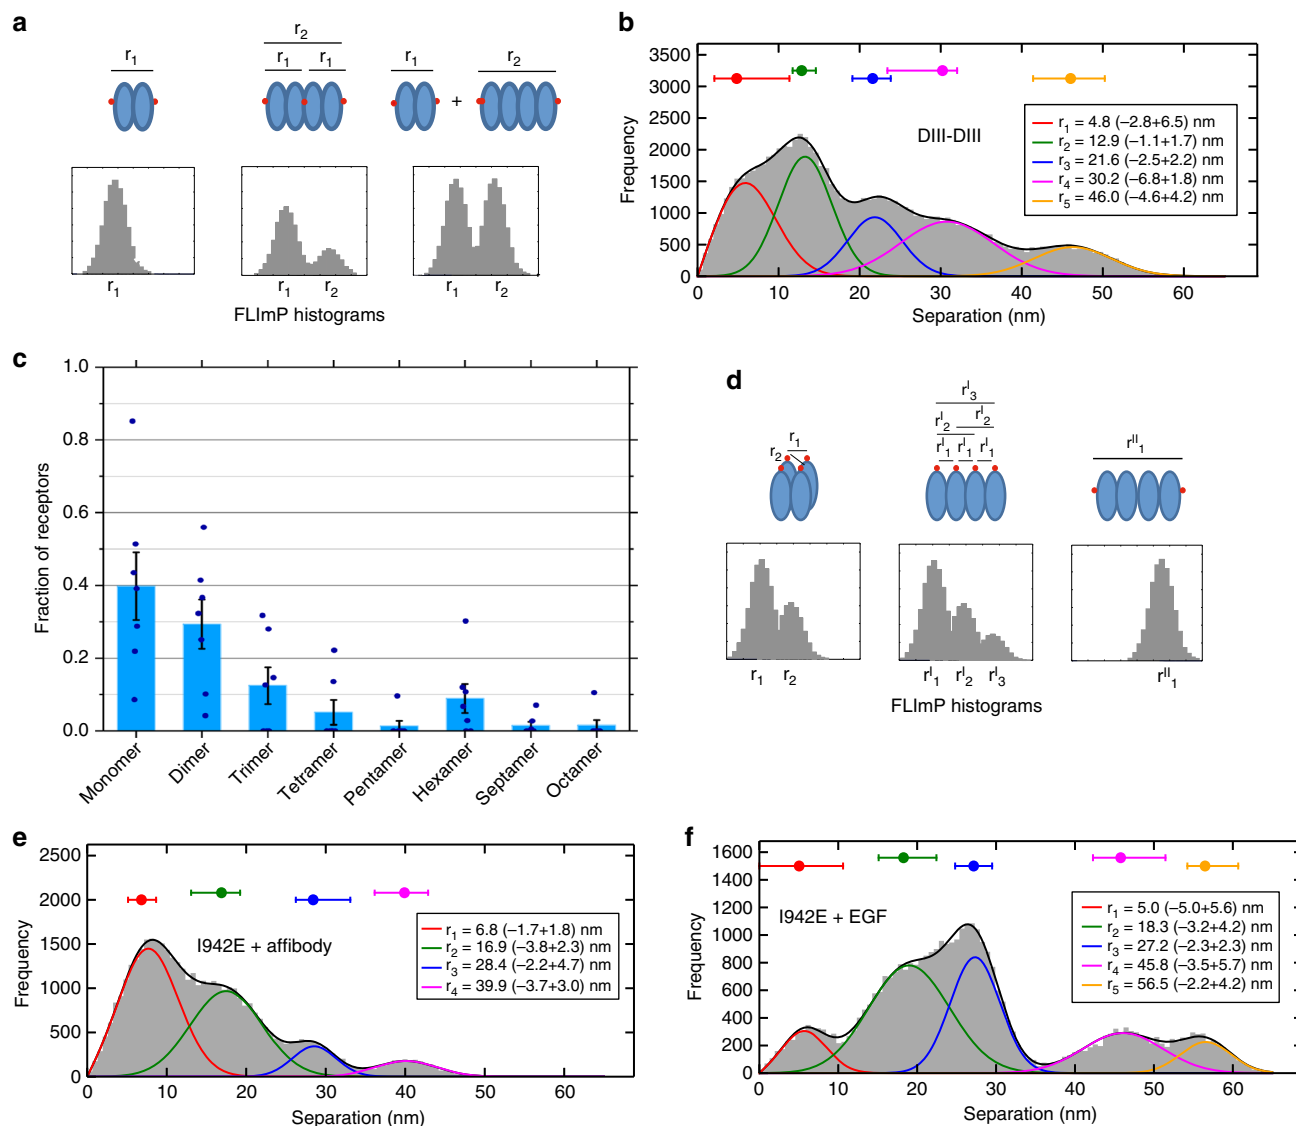 a
r1
r2
r1 r1
r1 r2
+
r1
r1 r2
r1 r2
FLImP histograms
b
3500
3000
2500
2000
1500
1000
500
0
Frequency
DIII-DIII
r1 = 4.8 (−2.8+6.5) nm
r2 = 12.9 (−1.1+1.7) nm
r3 = 21.6 (−2.5+2.2) nm
r4 = 30.2 (−6.8+1.8) nm
r5 = 46.0 (−4.6+4.2) nm
0 10 20 30 40 50 60
Separation (nm)
c
1.0
0.8
0.6
0.4
0.2
0.0
Fraction of receptors
Monomer
Dimer
Trimer
Tetramer
Pentamer
Hexamer
Septamer
Octamer
d
r1
r2
rI3
rI2 rI2
rI1 rI1 rI1
rII1
r1 r2
rI1 rI2 rI3
rII1
FLImP histograms
e
2500
2000
1500
1000
500
0
Frequency
I942E + affibody
r1 = 6.8 (−1.7+1.8) nm
r2 = 16.9 (−3.8+2.3) nm
r3 = 28.4 (−2.2+4.7) nm
r4 = 39.9 (−3.7+3.0) nm
0 10 20 30 40 50 60
Separation (nm)
f
1600
1400
1200
1000
800
600
400
200
0
Frequency
I942E + EGF
r1 = 5.0 (−5.0+5.6) nm
r2 = 18.3 (−3.2+4.2) nm
r3 = 27.2 (−2.3+2.3) nm
r4 = 45.8 (−3.5+5.7) nm
r5 = 56.5 (−2.2+4.2) nm
0 10 20 30 40 50 60
Separation (nm)